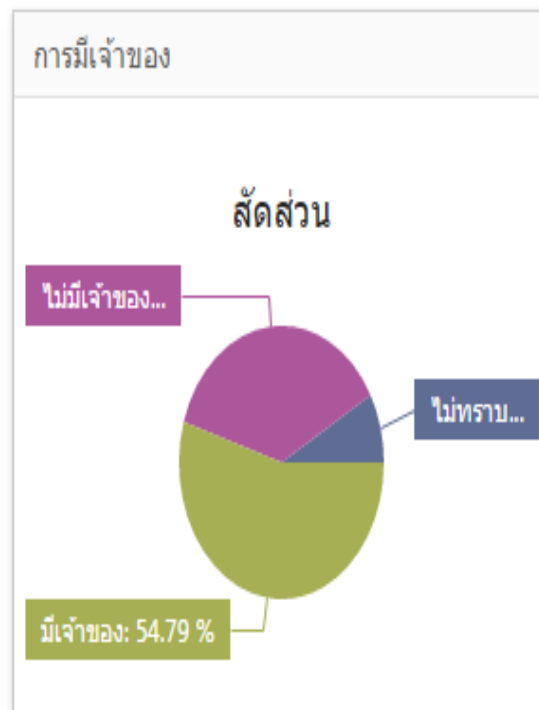 การมีเจ้าของ
สัดส่วน
ไม่มีเจ้าของ...
ไม่ทราบ...
มีเจ้าของ: 54.79 %